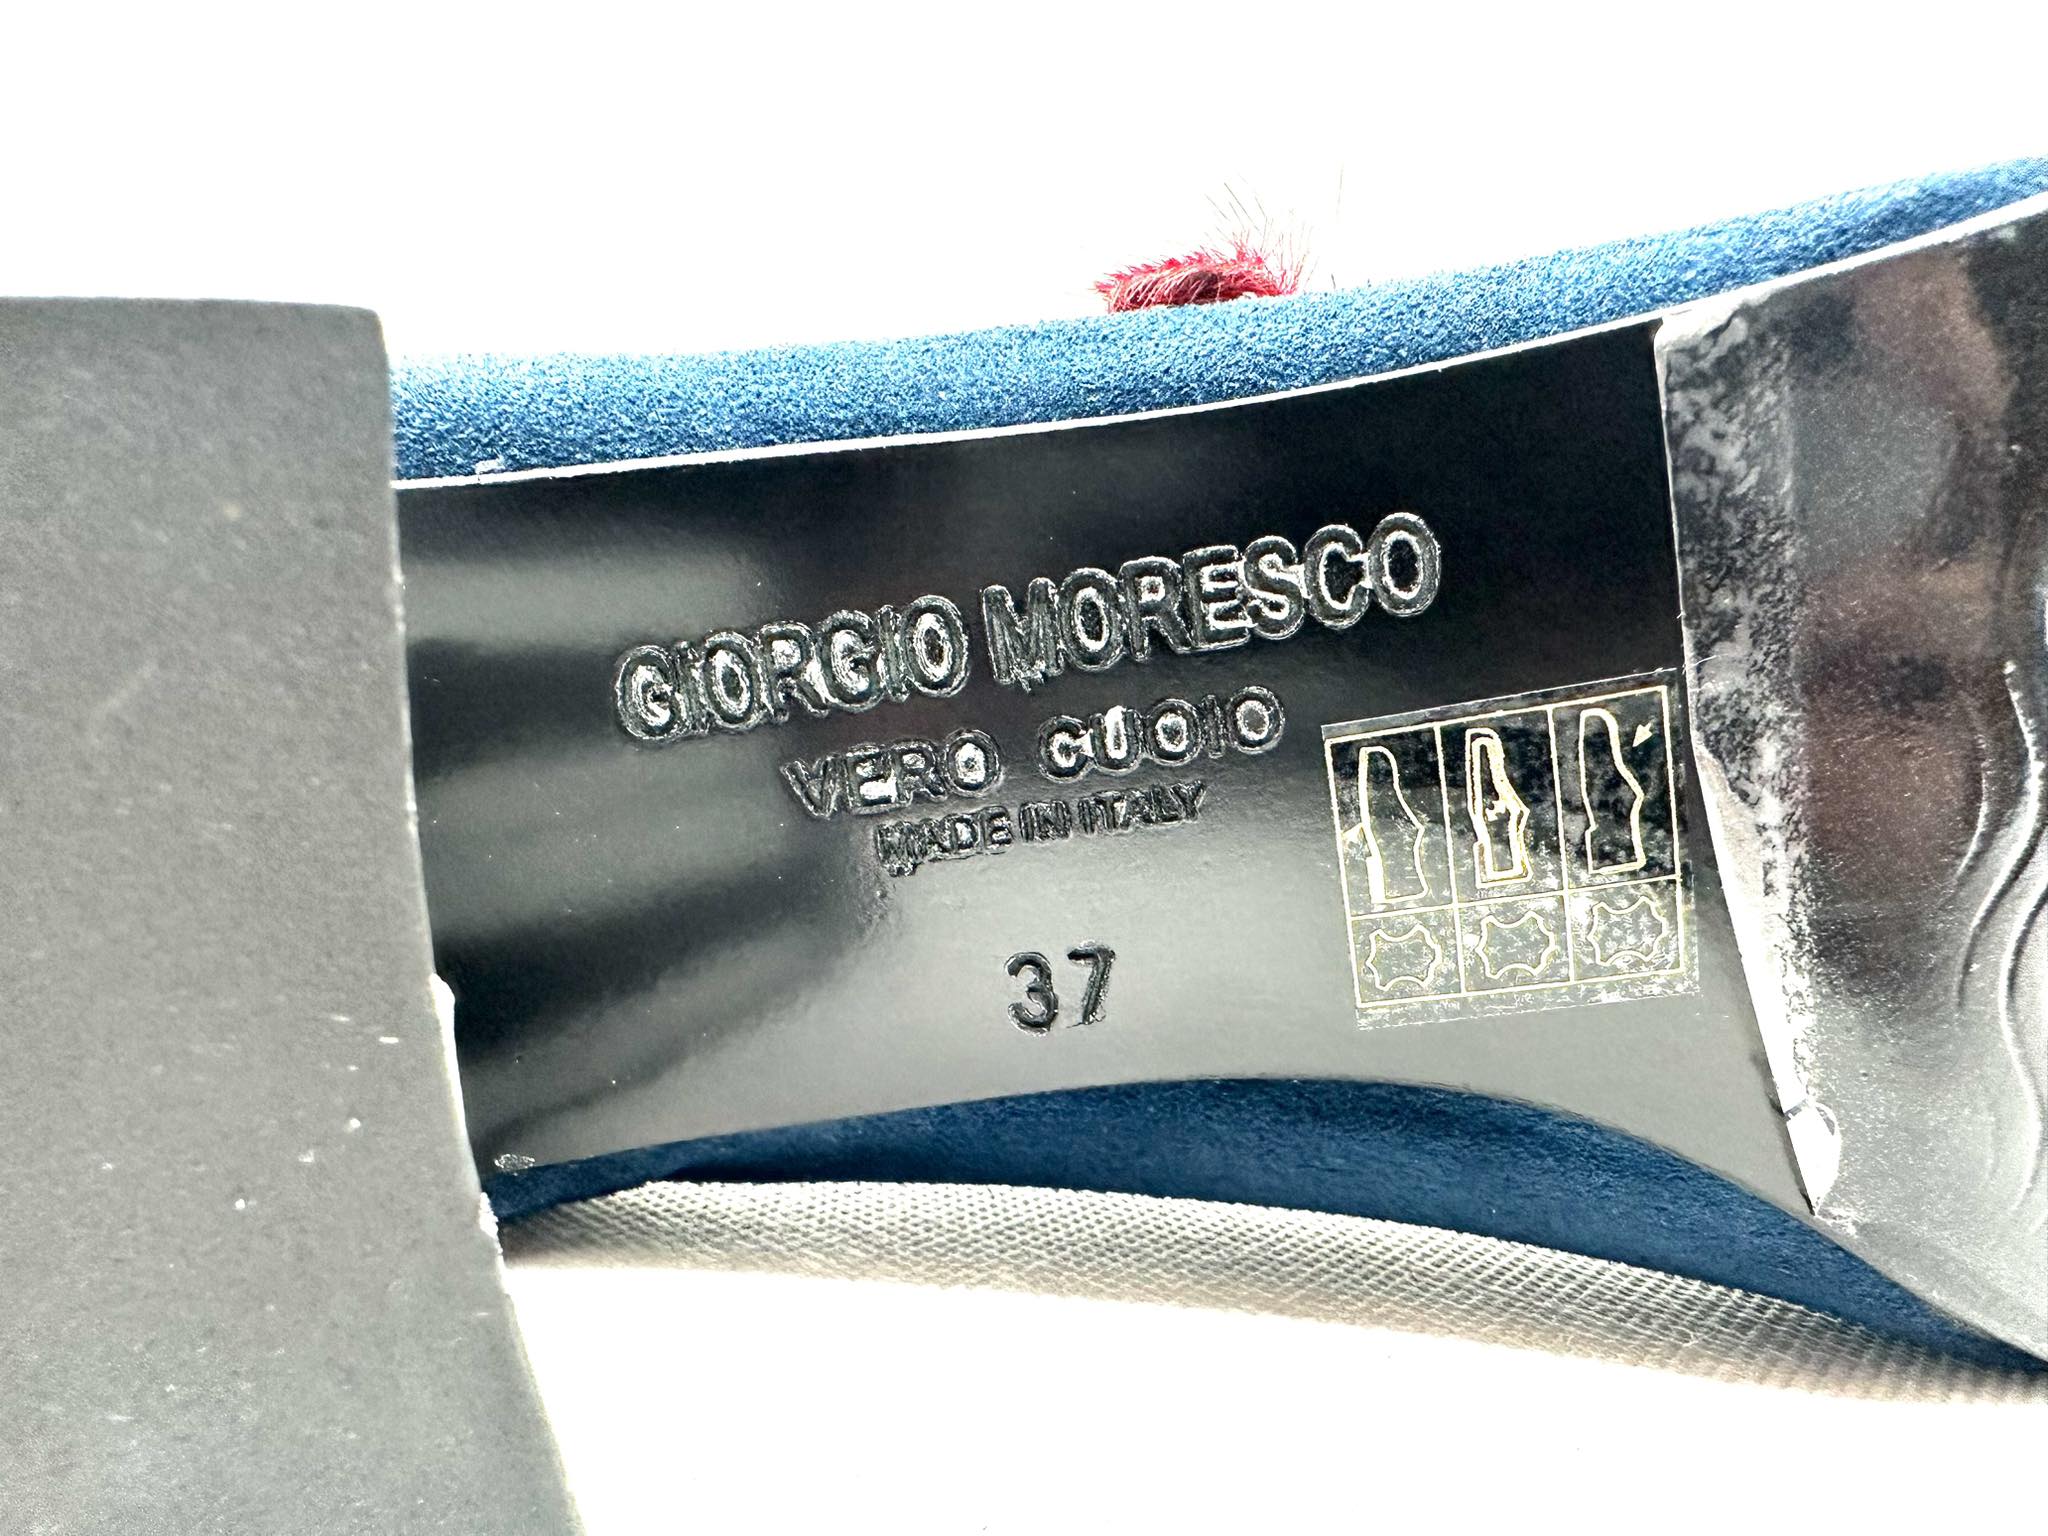 GIORGIO MORESCO
VERO CUOIO
MADE IN ITALY
37